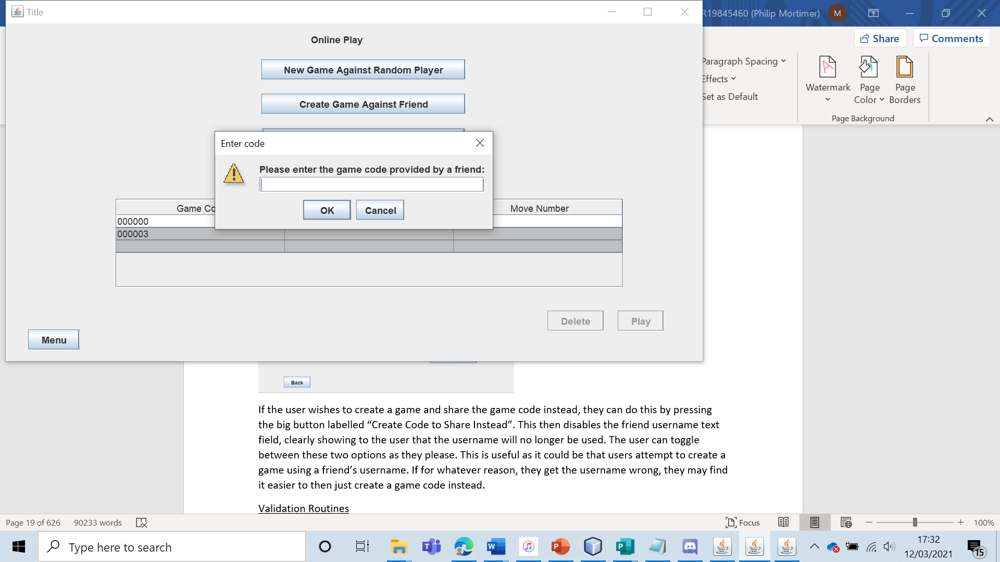 Title
R19845460 (Philip Mortimer) M
Share Comments
Online Play
New Game Against Random Player
Create Game Against Friend
Paragraph Spacing
Effects
Set as Default
Watermark
Page Color
Page Borders
Page Background
Enter code
Please enter the game code provided by a friend:
OK Cancel
Game Co Move Number
000000
000003
Delete Play
Menu
Back
If the user wishes to create a game and share the game code instead, they can do this by pressing
the big button labelled “Create Code to Share Instead”. This then disables the friend username text
field, clearly showing to the user that the username will no longer be used. The user can toggle
between these two options as they please. This is useful as it could be that users attempt to create a
game using a friend’s username. If for whatever reason, they get the username wrong, they may find
it easier to then just create a game code instead.
Validation Routines
Page 19 of 626 90233 words Focus 100%
Type here to search
17:32
12/03/2021
15